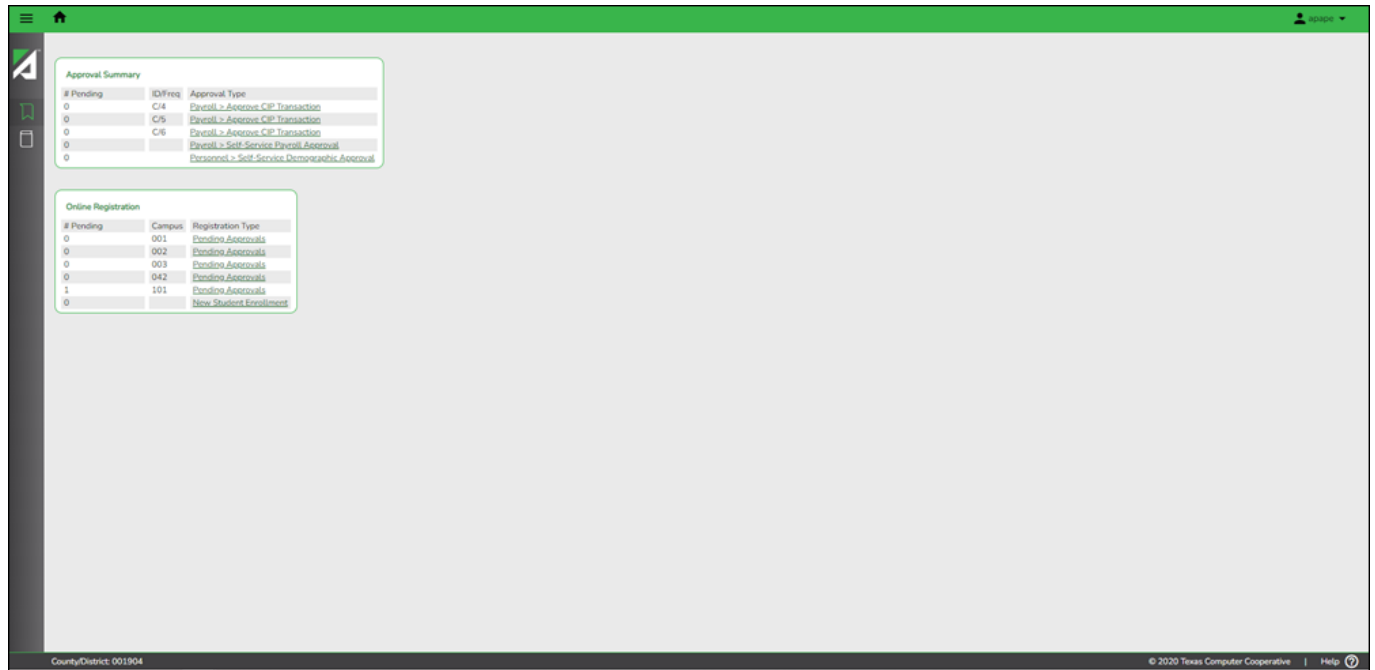 apape
Approval Summary
# Pending ID/Freq Approval Type
0 C/4 Payroll > Approve CIP Transaction
0 C/5 Payroll > Approve CIP Transaction
0 C/6 Payroll > Approve CIP Transaction
0 Payroll > Self-Service Payroll Approval
0 Personnel > Self-Service Demographic Approval
Online Registration
# Pending Campus Registration Type
0 001 Pending Approvals
0 002 Pending Approvals
0 003 Pending Approvals
0 042 Pending Approvals
1 101 Pending Approvals
0 New Student Enrollment
County/District: 001904 © 2020 Texas Computer Cooperative | Help ?